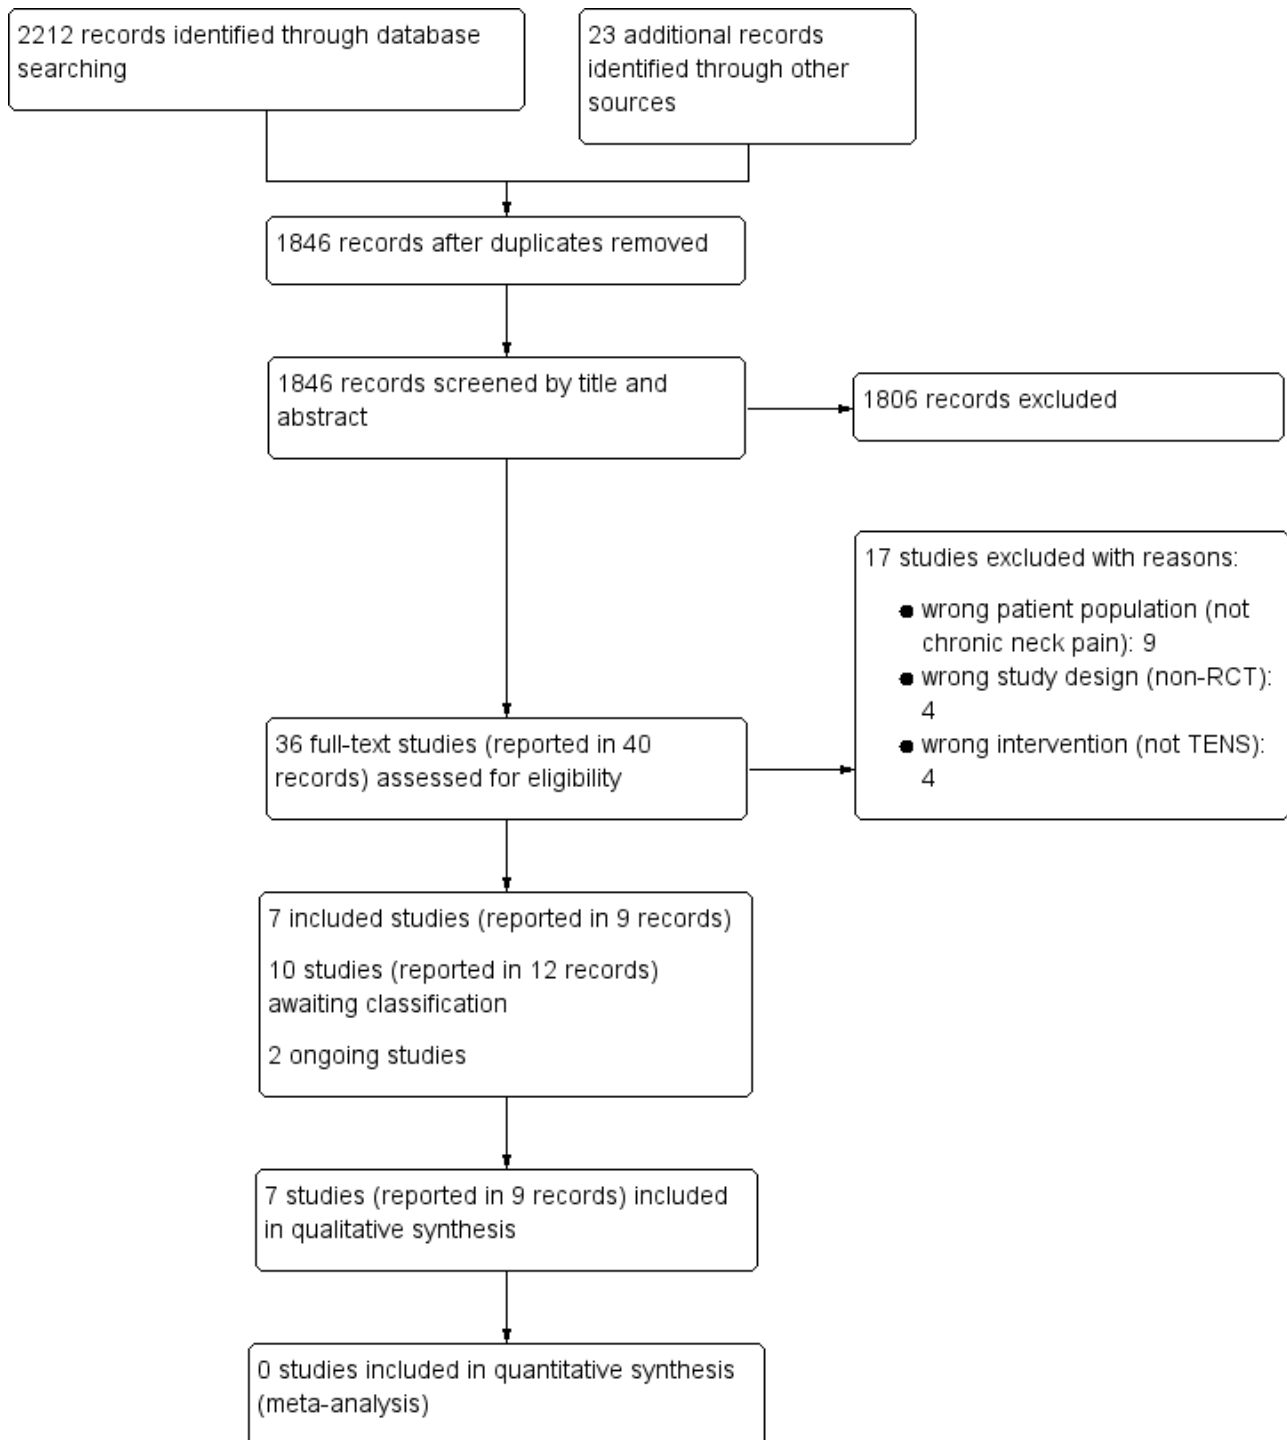 2212 records identified through database
searching
23 additional records
identified through other
sources
1846 records after duplicates removed
1846 records screened by title and
abstract
1806 records excluded
17 studies excluded with reasons:
● wrong patient population (not
chronic neck pain): 9
● wrong study design (non-RCT):
4
● wrong intervention (not TENS):
4
36 full-text studies (reported in 40
records) assessed for eligibility
7 included studies (reported in 9 records)
10 studies (reported in 12 records)
awaiting classification
2 ongoing studies
7 studies (reported in 9 records) included
in qualitative synthesis
0 studies included in quantitative synthesis
(meta-analysis)